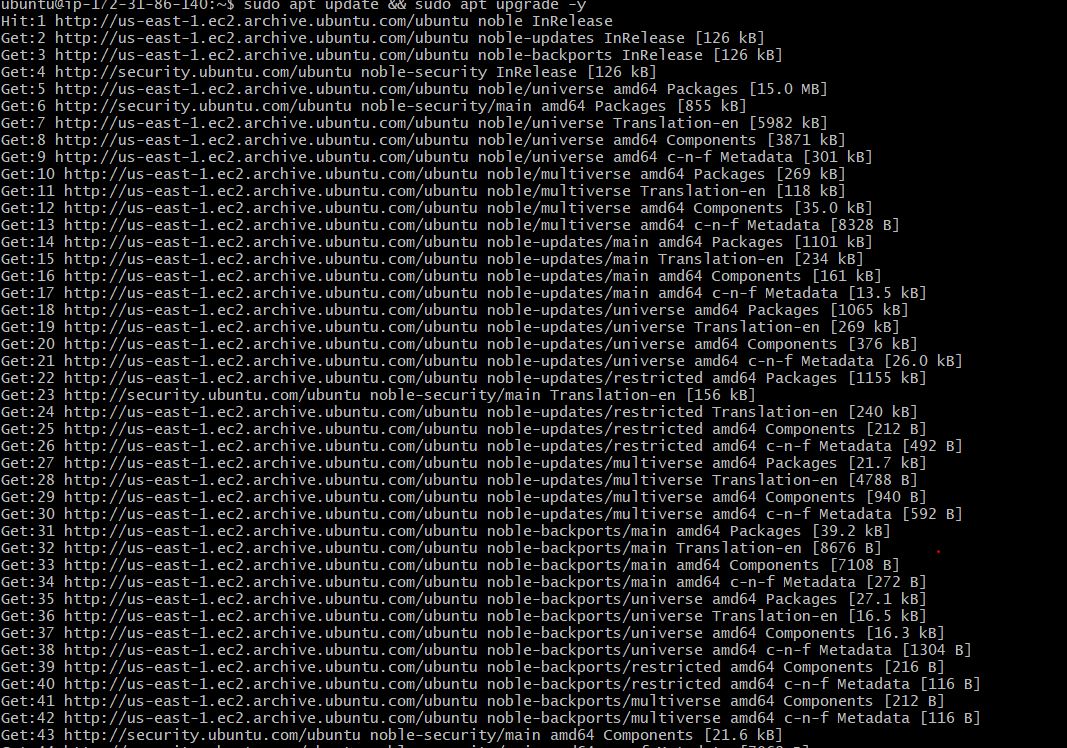 ubuntu@ip-172-31-86-140:~$ sudo apt update && sudo apt upgrade -y
Hit:1 http://us-east-1.ec2.archive.ubuntu.com/ubuntu noble InRelease
Get:2 http://us-east-1.ec2.archive.ubuntu.com/ubuntu noble-updates InRelease [126 kB]
Get:3 http://us-east-1.ec2.archive.ubuntu.com/ubuntu noble-backports InRelease [126 kB]
Get:4 http://security.ubuntu.com/ubuntu noble-security InRelease [126 kB]
Get:5 http://us-east-1.ec2.archive.ubuntu.com/ubuntu noble/universe amd64 Packages [15.0 MB]
Get:6 http://security.ubuntu.com/ubuntu noble-security/main amd64 Packages [855 kB]
Get:7 http://us-east-1.ec2.archive.ubuntu.com/ubuntu noble/universe Translation-en [5982 kB]
Get:8 http://us-east-1.ec2.archive.ubuntu.com/ubuntu noble/universe amd64 Components [3871 kB]
Get:9 http://us-east-1.ec2.archive.ubuntu.com/ubuntu noble/universe amd64 c-n-f Metadata [301 kB]
Get:10 http://us-east-1.ec2.archive.ubuntu.com/ubuntu noble/multiverse amd64 Packages [269 kB]
Get:11 http://us-east-1.ec2.archive.ubuntu.com/ubuntu noble/multiverse Translation-en [118 kB]
Get:12 http://us-east-1.ec2.archive.ubuntu.com/ubuntu noble/multiverse amd64 Components [35.0 kB]
Get:13 http://us-east-1.ec2.archive.ubuntu.com/ubuntu noble/multiverse amd64 c-n-f Metadata [8328 B]
Get:14 http://us-east-1.ec2.archive.ubuntu.com/ubuntu noble-updates/main amd64 Packages [1101 kB]
Get:15 http://us-east-1.ec2.archive.ubuntu.com/ubuntu noble-updates/main Translation-en [234 kB]
Get:16 http://us-east-1.ec2.archive.ubuntu.com/ubuntu noble-updates/main amd64 Components [161 kB]
Get:17 http://us-east-1.ec2.archive.ubuntu.com/ubuntu noble-updates/main amd64 c-n-f Metadata [13.5 kB]
Get:18 http://us-east-1.ec2.archive.ubuntu.com/ubuntu noble-updates/universe amd64 Packages [1065 kB]
Get:19 http://us-east-1.ec2.archive.ubuntu.com/ubuntu noble-updates/universe Translation-en [269 kB]
Get:20 http://us-east-1.ec2.archive.ubuntu.com/ubuntu noble-updates/universe amd64 Components [376 kB]
Get:21 http://us-east-1.ec2.archive.ubuntu.com/ubuntu noble-updates/universe amd64 c-n-f Metadata [26.0 kB]
Get:22 http://us-east-1.ec2.archive.ubuntu.com/ubuntu noble-updates/restricted amd64 Packages [1155 kB]
Get:23 http://security.ubuntu.com/ubuntu noble-security/main Translation-en [156 kB]
Get:24 http://us-east-1.ec2.archive.ubuntu.com/ubuntu noble-updates/restricted Translation-en [240 kB]
Get:25 http://us-east-1.ec2.archive.ubuntu.com/ubuntu noble-updates/restricted amd64 Components [212 B]
Get:26 http://us-east-1.ec2.archive.ubuntu.com/ubuntu noble-updates/restricted amd64 c-n-f Metadata [492 B]
Get:27 http://us-east-1.ec2.archive.ubuntu.com/ubuntu noble-updates/multiverse amd64 Packages [21.7 kB]
Get:28 http://us-east-1.ec2.archive.ubuntu.com/ubuntu noble-updates/multiverse Translation-en [4788 B]
Get:29 http://us-east-1.ec2.archive.ubuntu.com/ubuntu noble-updates/multiverse amd64 Components [940 B]
Get:30 http://us-east-1.ec2.archive.ubuntu.com/ubuntu noble-updates/multiverse amd64 c-n-f Metadata [592 B]
Get:31 http://us-east-1.ec2.archive.ubuntu.com/ubuntu noble-backports/main amd64 Packages [39.2 kB]
Get:32 http://us-east-1.ec2.archive.ubuntu.com/ubuntu noble-backports/main Translation-en [8676 B]
Get:33 http://us-east-1.ec2.archive.ubuntu.com/ubuntu noble-backports/main amd64 Components [7108 B]
Get:34 http://us-east-1.ec2.archive.ubuntu.com/ubuntu noble-backports/main amd64 c-n-f Metadata [272 B]
Get:35 http://us-east-1.ec2.archive.ubuntu.com/ubuntu noble-backports/universe amd64 Packages [27.1 kB]
Get:36 http://us-east-1.ec2.archive.ubuntu.com/ubuntu noble-backports/universe Translation-en [16.5 kB]
Get:37 http://us-east-1.ec2.archive.ubuntu.com/ubuntu noble-backports/universe amd64 Components [16.3 kB]
Get:38 http://us-east-1.ec2.archive.ubuntu.com/ubuntu noble-backports/universe amd64 c-n-f Metadata [1304 B]
Get:39 http://us-east-1.ec2.archive.ubuntu.com/ubuntu noble-backports/restricted amd64 Components [216 B]
Get:40 http://us-east-1.ec2.archive.ubuntu.com/ubuntu noble-backports/restricted amd64 c-n-f Metadata [116 B]
Get:41 http://us-east-1.ec2.archive.ubuntu.com/ubuntu noble-backports/multiverse amd64 Components [212 B]
Get:42 http://us-east-1.ec2.archive.ubuntu.com/ubuntu noble-backports/multiverse amd64 c-n-f Metadata [116 B]
Get:43 http://security.ubuntu.com/ubuntu noble-security/main amd64 Components [21.6 kB]